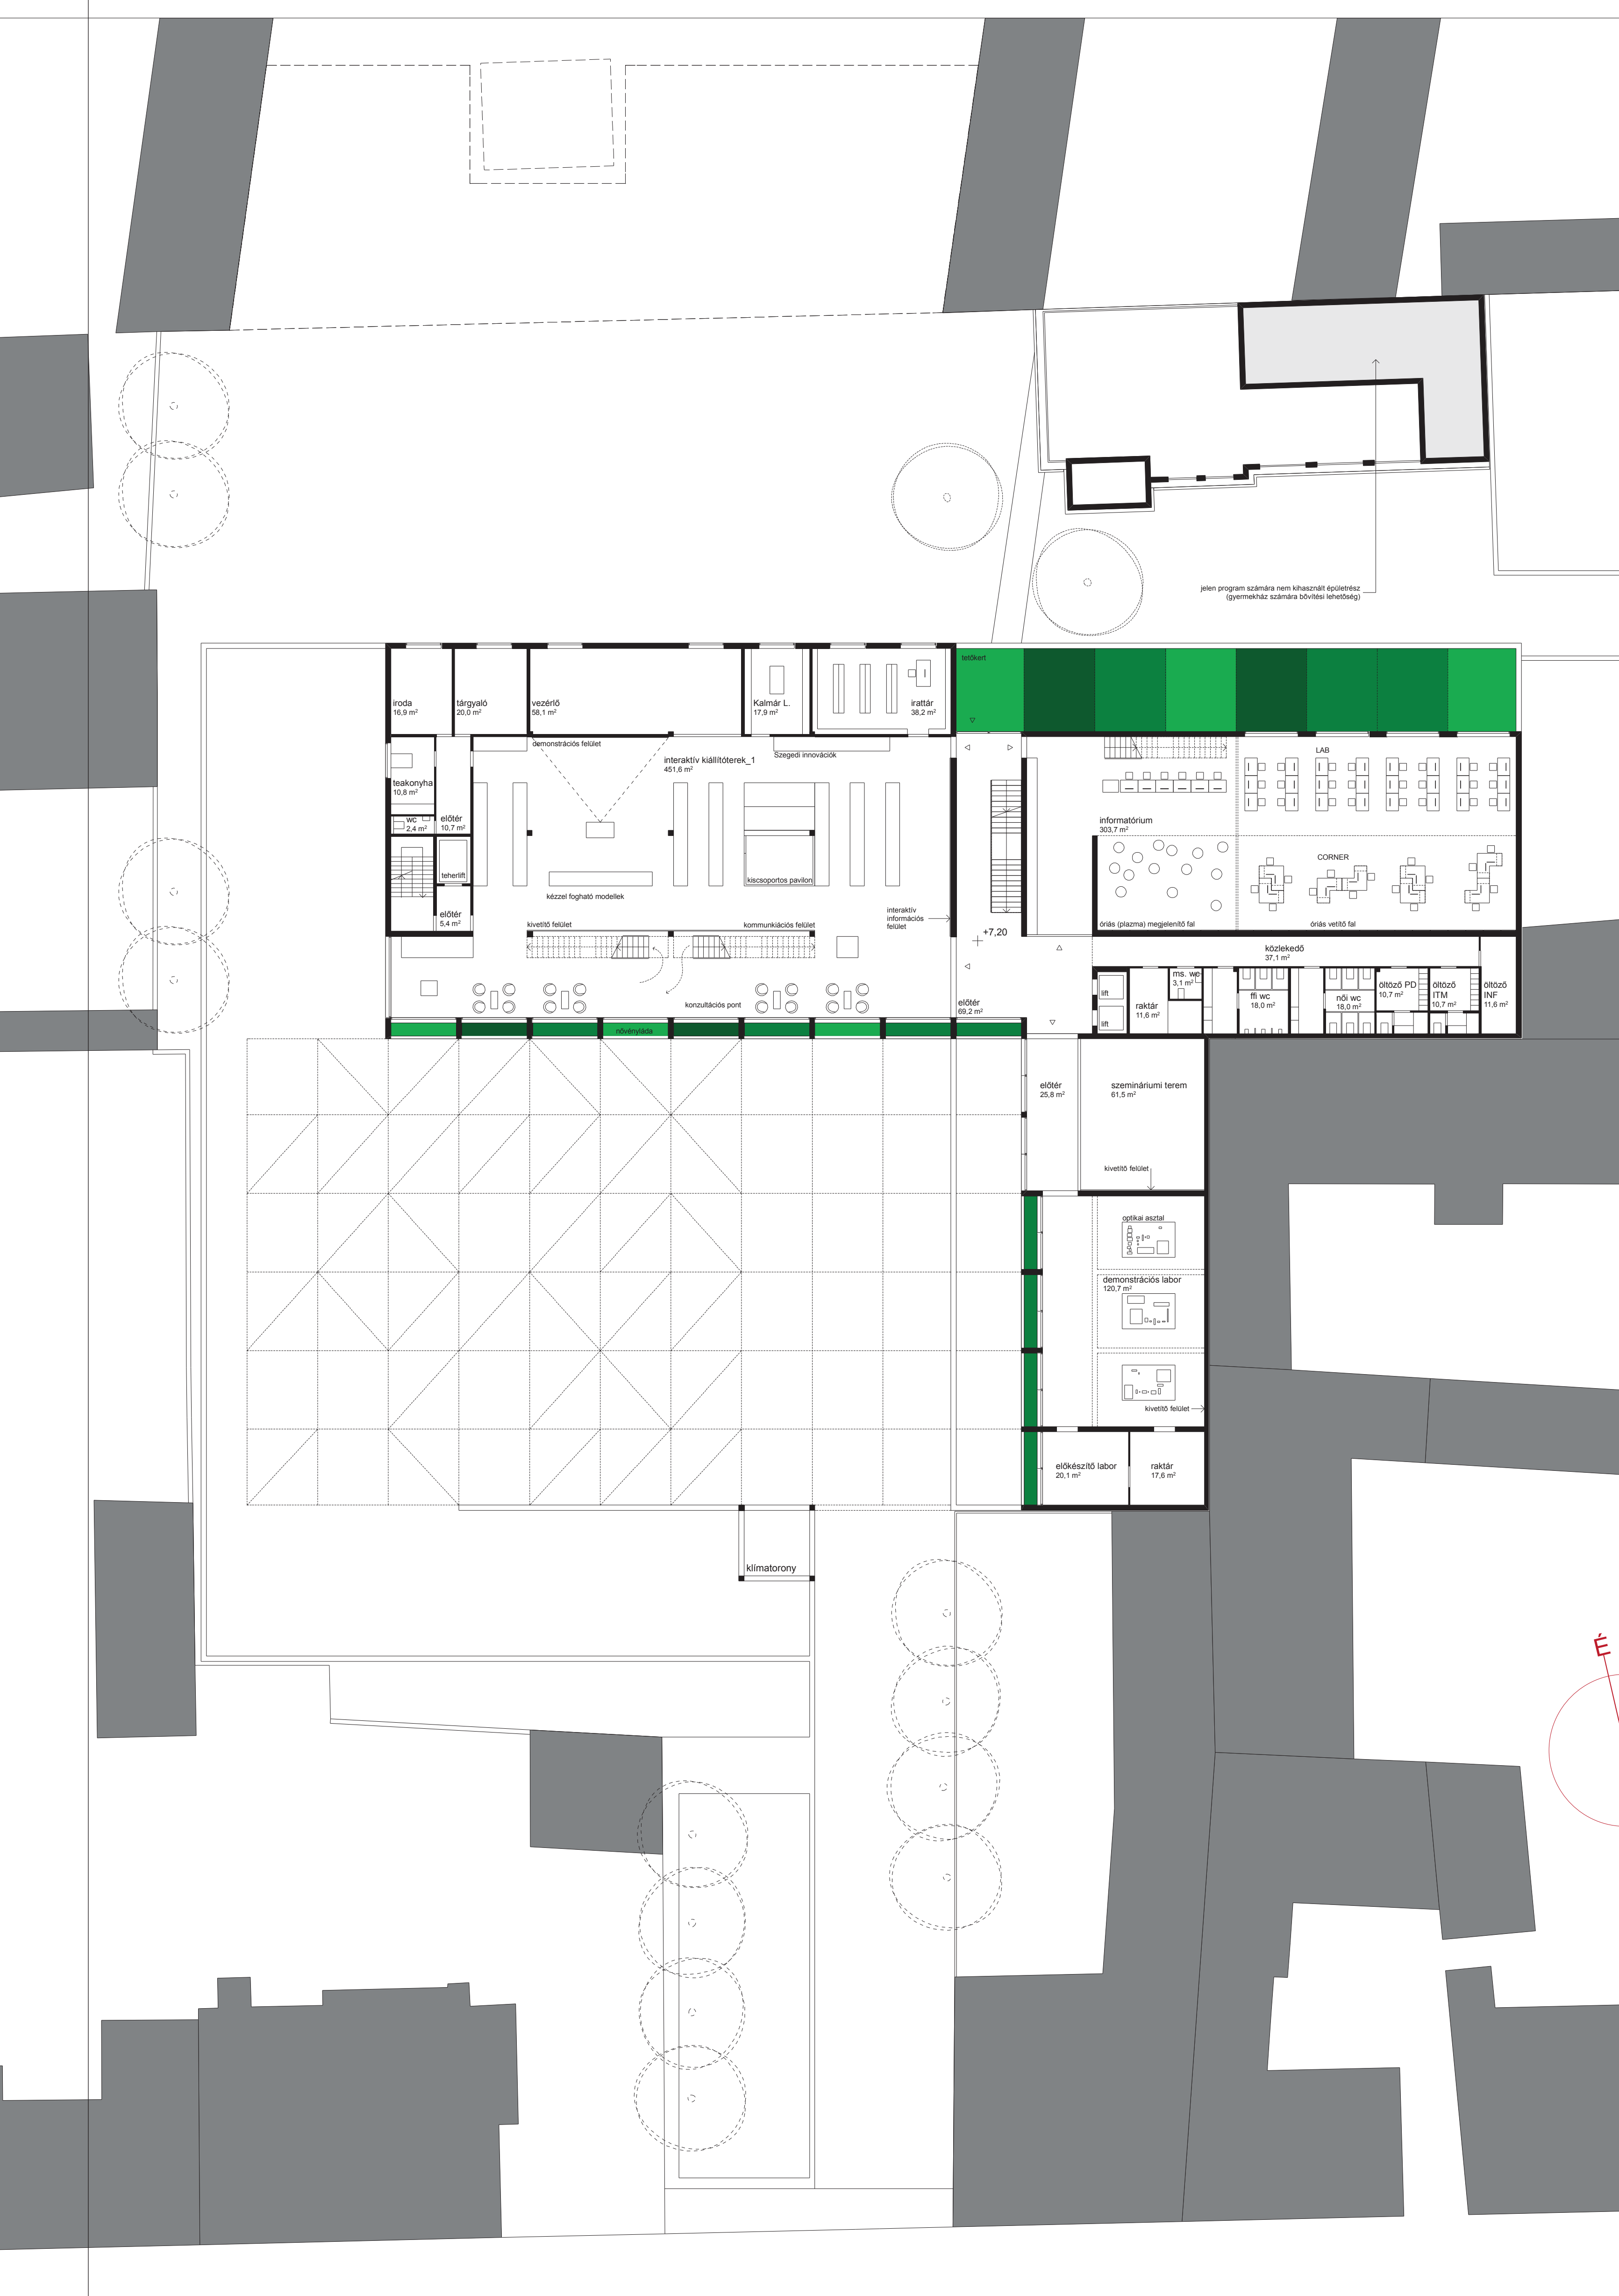 jelen program számára nem kihasznált épületrész
(gyermekház számára bővítési lehetőség)
tetőkert
iroda
16,9 m²
tárgyaló
20,0 m²
vezérlő
58,1 m²
Kalmár L.
17,9 m²
irattár
38,2 m²
demonstrációs felület
interaktív kiállítóterek_1
451,6 m²
Szegedi innovációk
LAB
teakonyha
10,8 m²
wc
2,4 m²
előtér
10,7 m²
informatórium
303,7 m²
CORNER
teherlift
kiscsoportos pavilon
kézzel fogható modellek
előtér
5,4 m²
kivetítő felület
kommunkiációs felület
interaktív
információs
felület
óriás (plazma) megjelenítő fal
óriás vetítő fal
+7,20
közlekedő
37,1 m²
konzultációs pont
előtér
69,2 m²
lift
lift
raktár
11,6 m²
ms. wc
3,1 m²
ffi wc
18,0 m²
női wc
18,0 m²
öltöző PD
10,7 m²
öltöző
ITM
10,7 m²
öltöző
INF
11,6 m²
növényláda
előtér
25,8 m²
szemináriumi terem
61,5 m²
kivetítő felület
optikai asztal
demonstrációs labor
120,7 m²
kivetítő felület
előkészítő labor
20,1 m²
raktár
17,6 m²
klímatorony
É